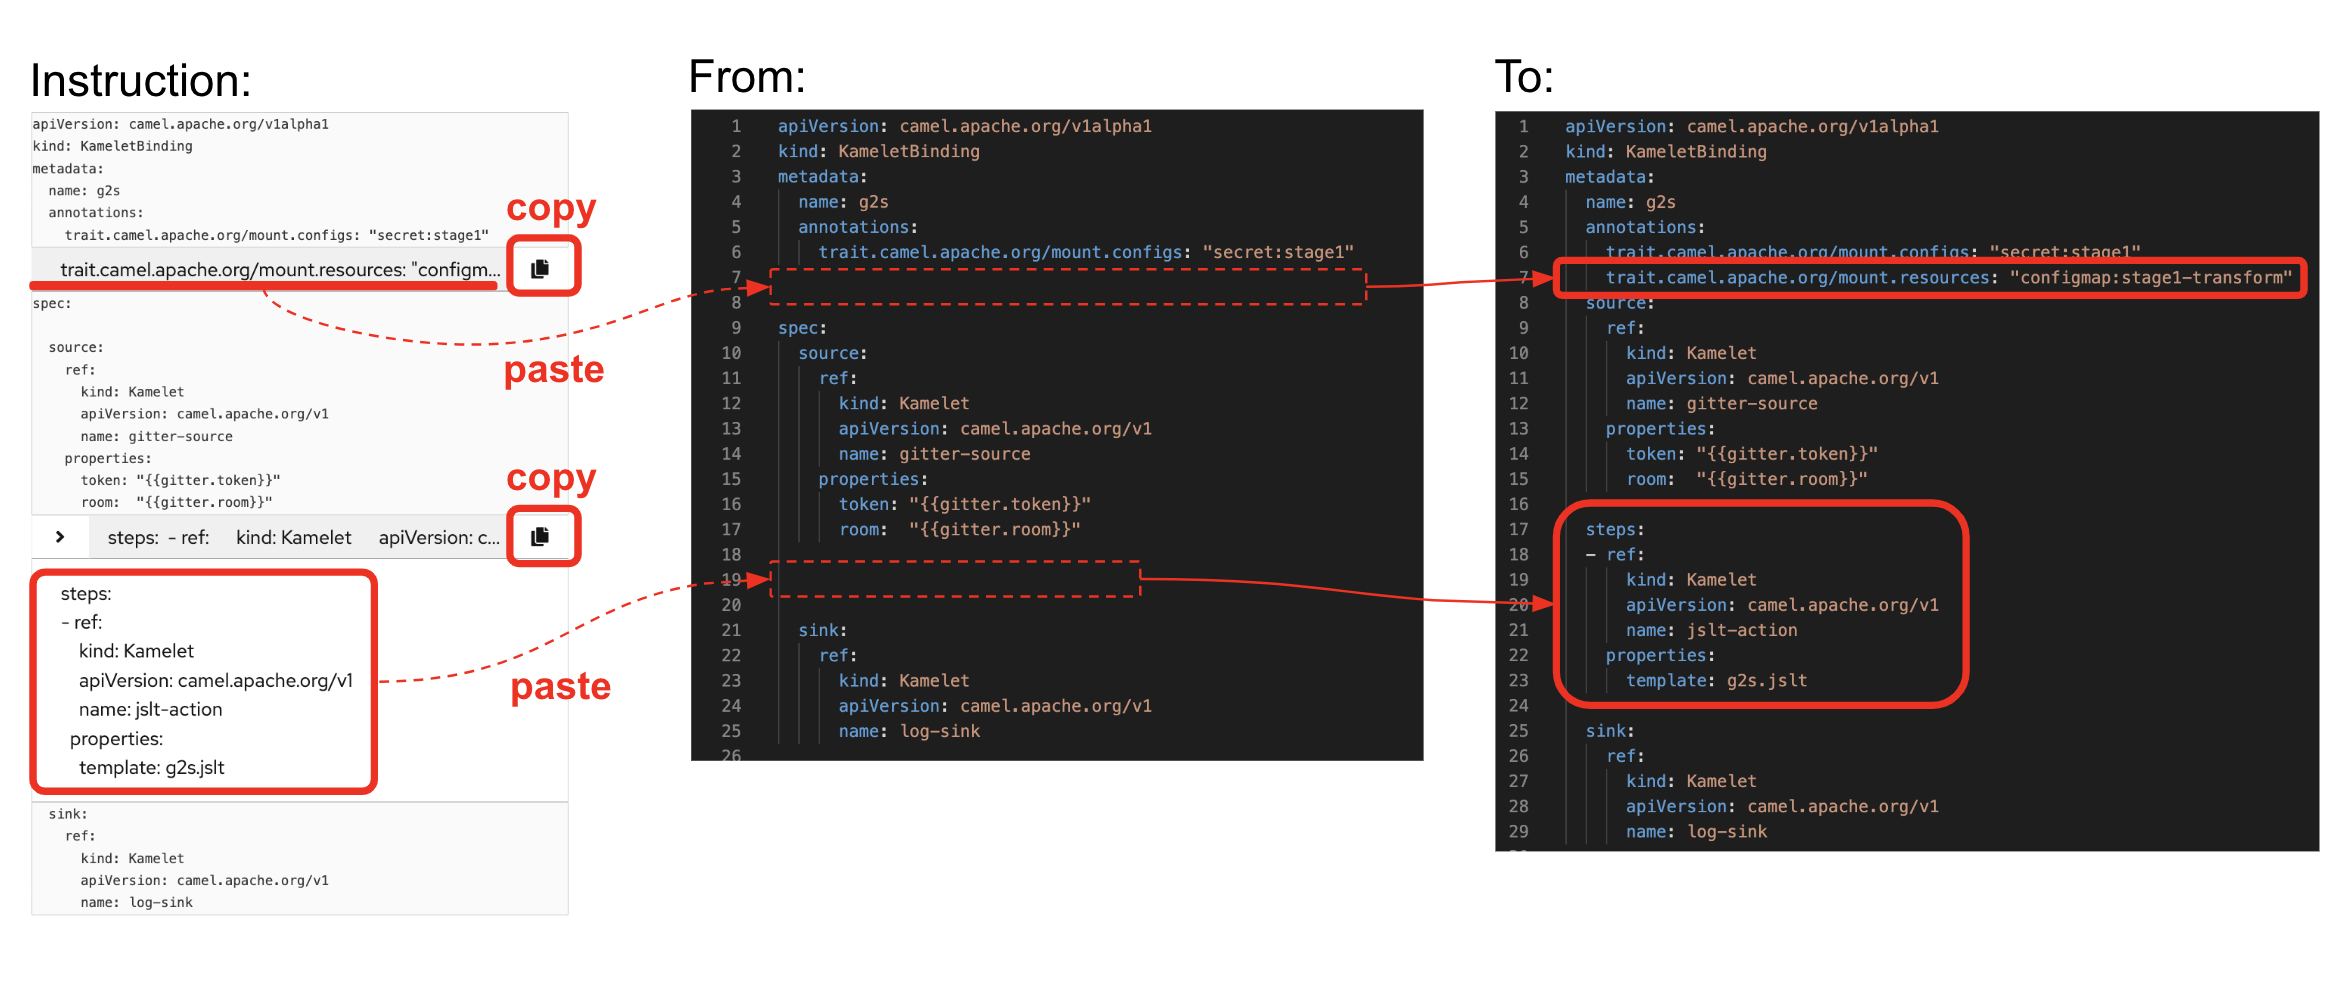 Instruction:
apiVersion: camel.apache.org/v1alpha1
kind: KameletBinding
metadata:
  name: g2s
  annotations:
    trait.camel.apache.org/mount.configs: "secret:stage1"
copy
trait.camel.apache.org/mount.resources: "configm...
spec:
paste
  source:
    ref:
      kind: Kamelet
      apiVersion: camel.apache.org/v1
      name: gitter-source
    properties:
      token: "{{gitter.token}}"
      room:  "{{gitter.room}}"
copy
steps: - ref: kind: Kamelet apiVersion: c...
steps:
- ref:
kind: Kamelet
apiVersion: camel.apache.org/v1
name: jslt-action
properties:
template: g2s.jslt
paste
  sink:
    ref:
      kind: Kamelet
      apiVersion: camel.apache.org/v1
      name: log-sink
From:
1 apiVersion: camel.apache.org/v1alpha1
2 kind: KameletBinding
3 metadata:
4   name: g2s
5   annotations:
6     trait.camel.apache.org/mount.configs: "secret:stage1"
7
8
9 spec:
10   source:
11     ref:
12       kind: Kamelet
13       apiVersion: camel.apache.org/v1
14       name: gitter-source
15     properties:
16       token: "{{gitter.token}}"
17       room:  "{{gitter.room}}"
18
19
20
21   sink:
22     ref:
23       kind: Kamelet
24       apiVersion: camel.apache.org/v1
25       name: log-sink
26
To:
1 apiVersion: camel.apache.org/v1alpha1
2 kind: KameletBinding
3 metadata:
4   name: g2s
5   annotations:
6     trait.camel.apache.org/mount.configs: "secret:stage1"
7     trait.camel.apache.org/mount.resources: "configmap:stage1-transform"
8   source:
9     ref:
10       kind: Kamelet
11       apiVersion: camel.apache.org/v1
12       name: gitter-source
13     properties:
14       token: "{{gitter.token}}"
15       room:  "{{gitter.room}}"
16
17   steps:
18   - ref:
19       kind: Kamelet
20       apiVersion: camel.apache.org/v1
21       name: jslt-action
22     properties:
23       template: g2s.jslt
24
25   sink:
26     ref:
27       kind: Kamelet
28       apiVersion: camel.apache.org/v1
29       name: log-sink